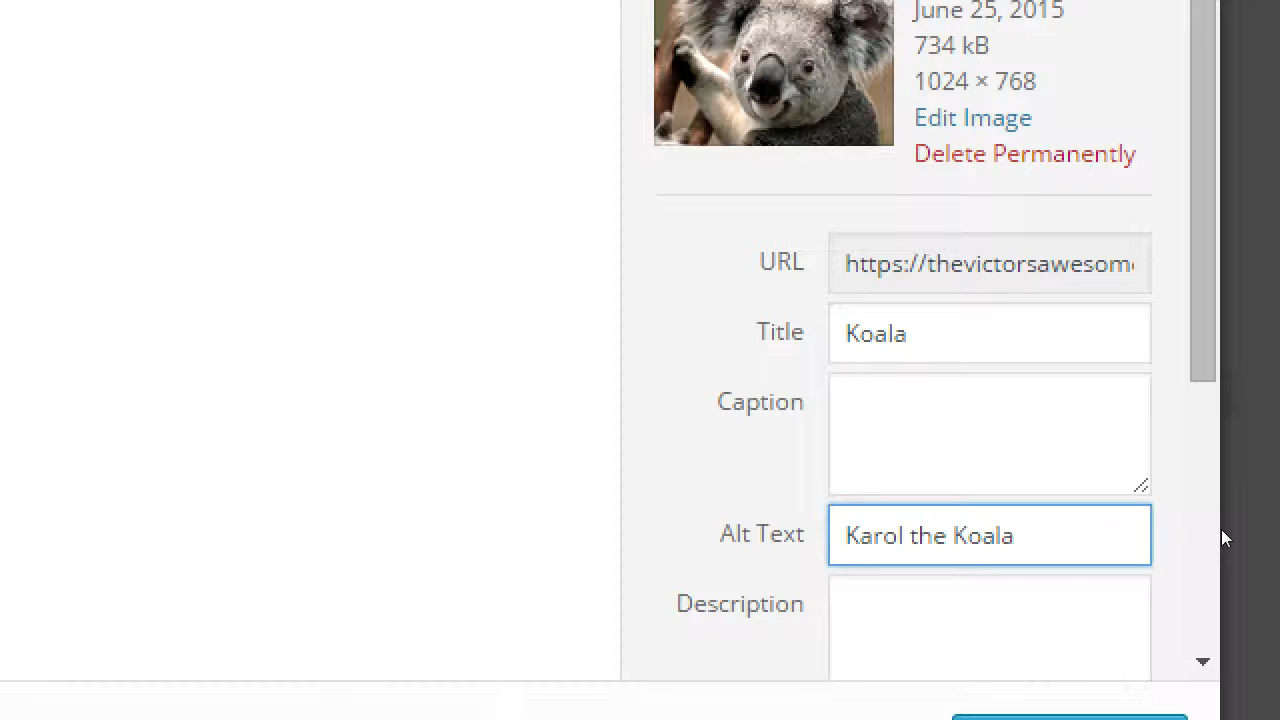 June 25, 2015
734 kB
1024 × 768
Edit Image
Delete Permanently
URL https://thevictorsawesom
Title Koala
Caption
Alt Text Karol the Koala
Description